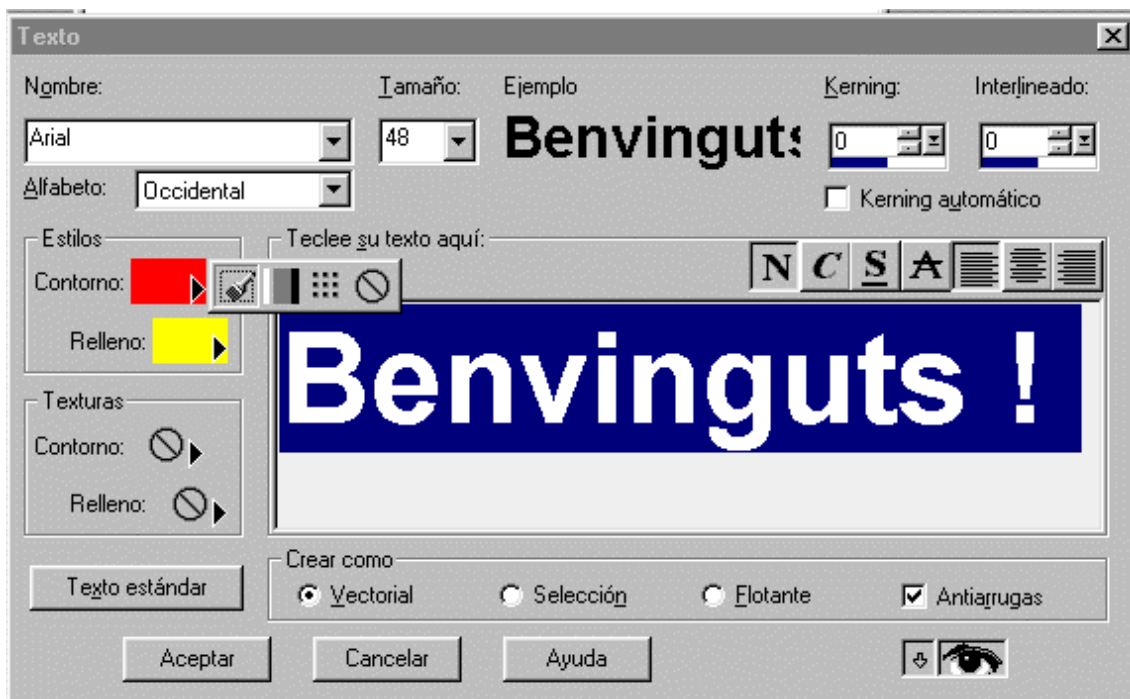 Texto
Nombre: Tamaño: Ejemplo Kerning: Interlineado:
Arial 48 Benvinguts 0 0
Alfabeto: Occidental Kerning automático
Estilos Teclee su texto aquí:
Contorno: N C S A
Relleno:
Benvinguts !
Texturas
Contorno:
Relleno:
Crear como
Texto estándar Vectorial Selección Flotante Antiarrugas
Aceptar Cancelar Ayuda